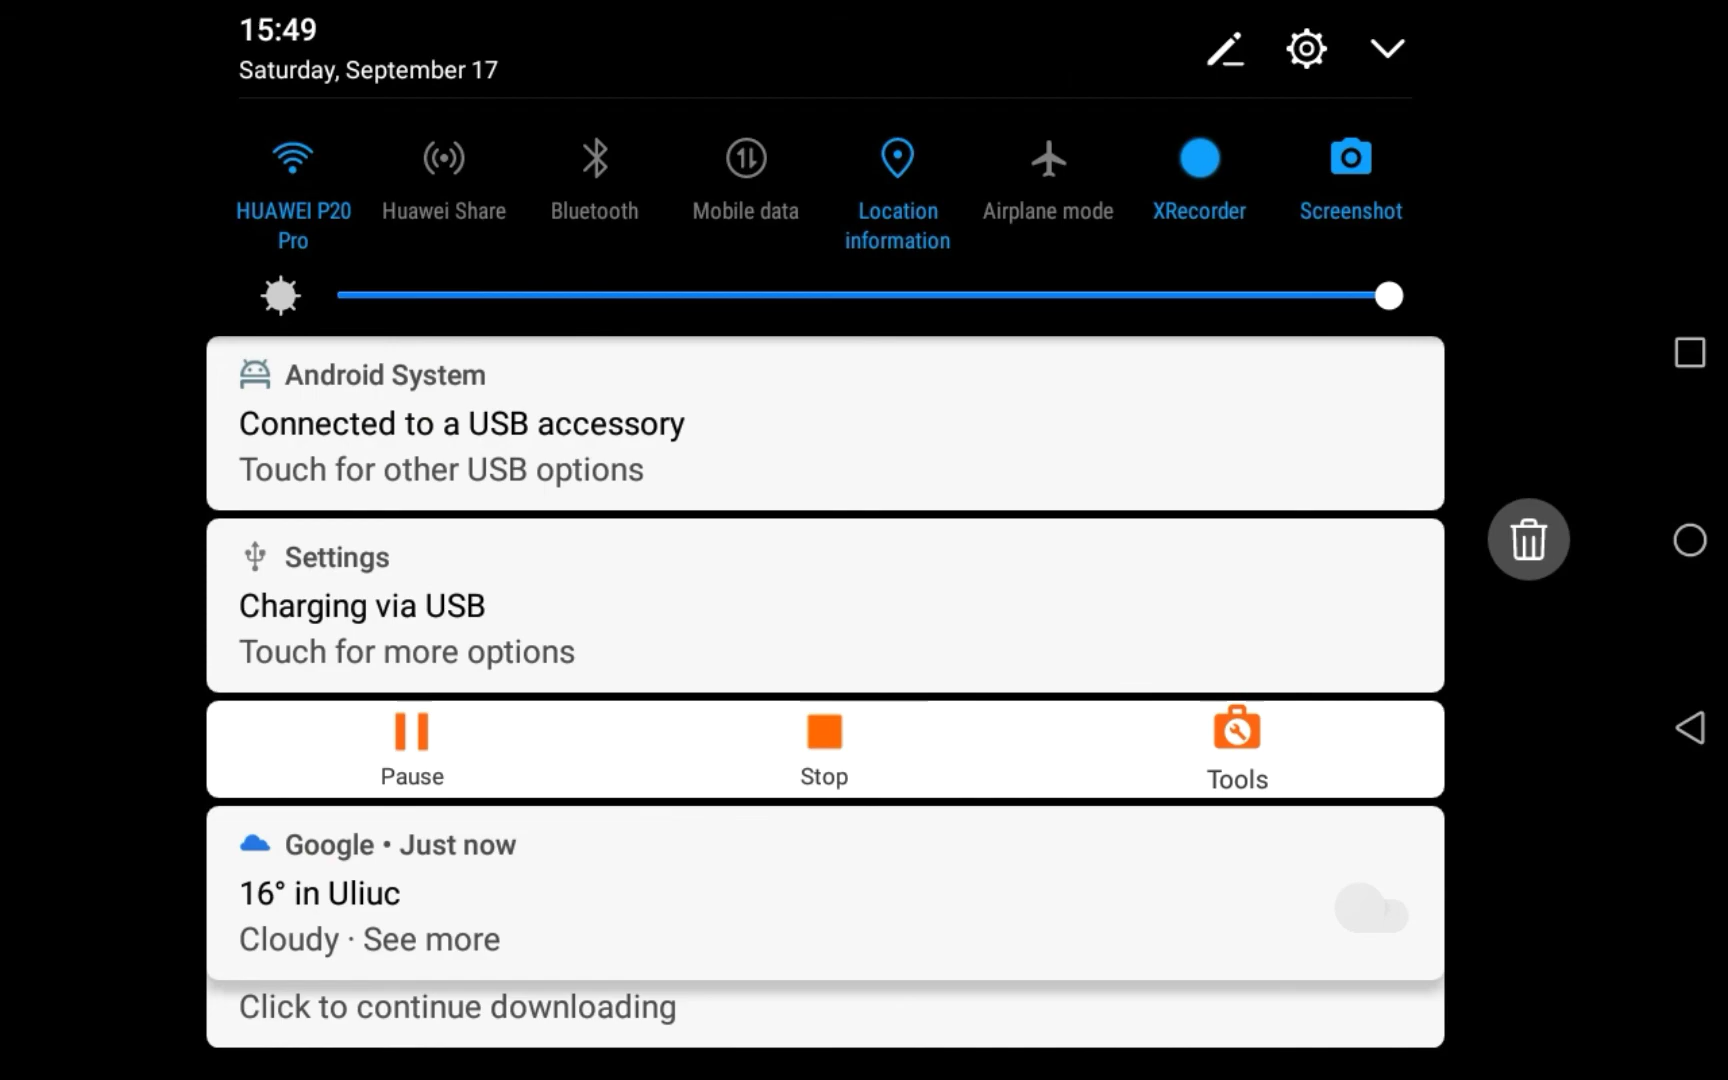 15:49
Saturday, September 17
HUAWEI P20 Pro
Huawei Share
Bluetooth
Mobile data
Location information
Airplane mode
XRecorder
Screenshot
Android System
Connected to a USB accessory
Touch for other USB options
Settings
Charging via USB
Touch for more options
Pause
Stop
Tools
Google • Just now
16° in Uliuc
Cloudy · See more
Click to continue downloading